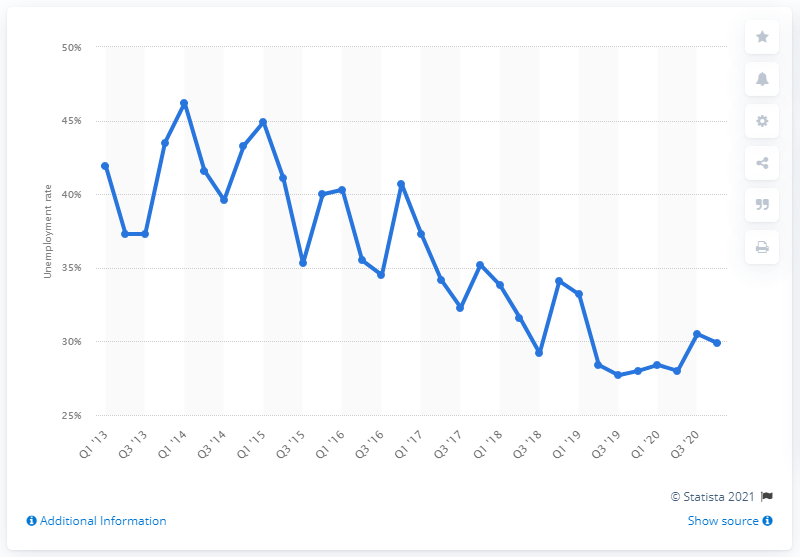 50%
45%
40%
35%
30%
25%
Unemployment rate
Q1 '13
Q3 '13
Q1 '14
Q3 '14
Q1 '15
Q3 '15
Q1 '16
Q3 '16
Q1 '17
Q3 '17
Q1 '18
Q3 '18
Q1 '19
Q3 '19
Q1 '20
Q3 '20
© Statista 2021
Additional Information
Show source